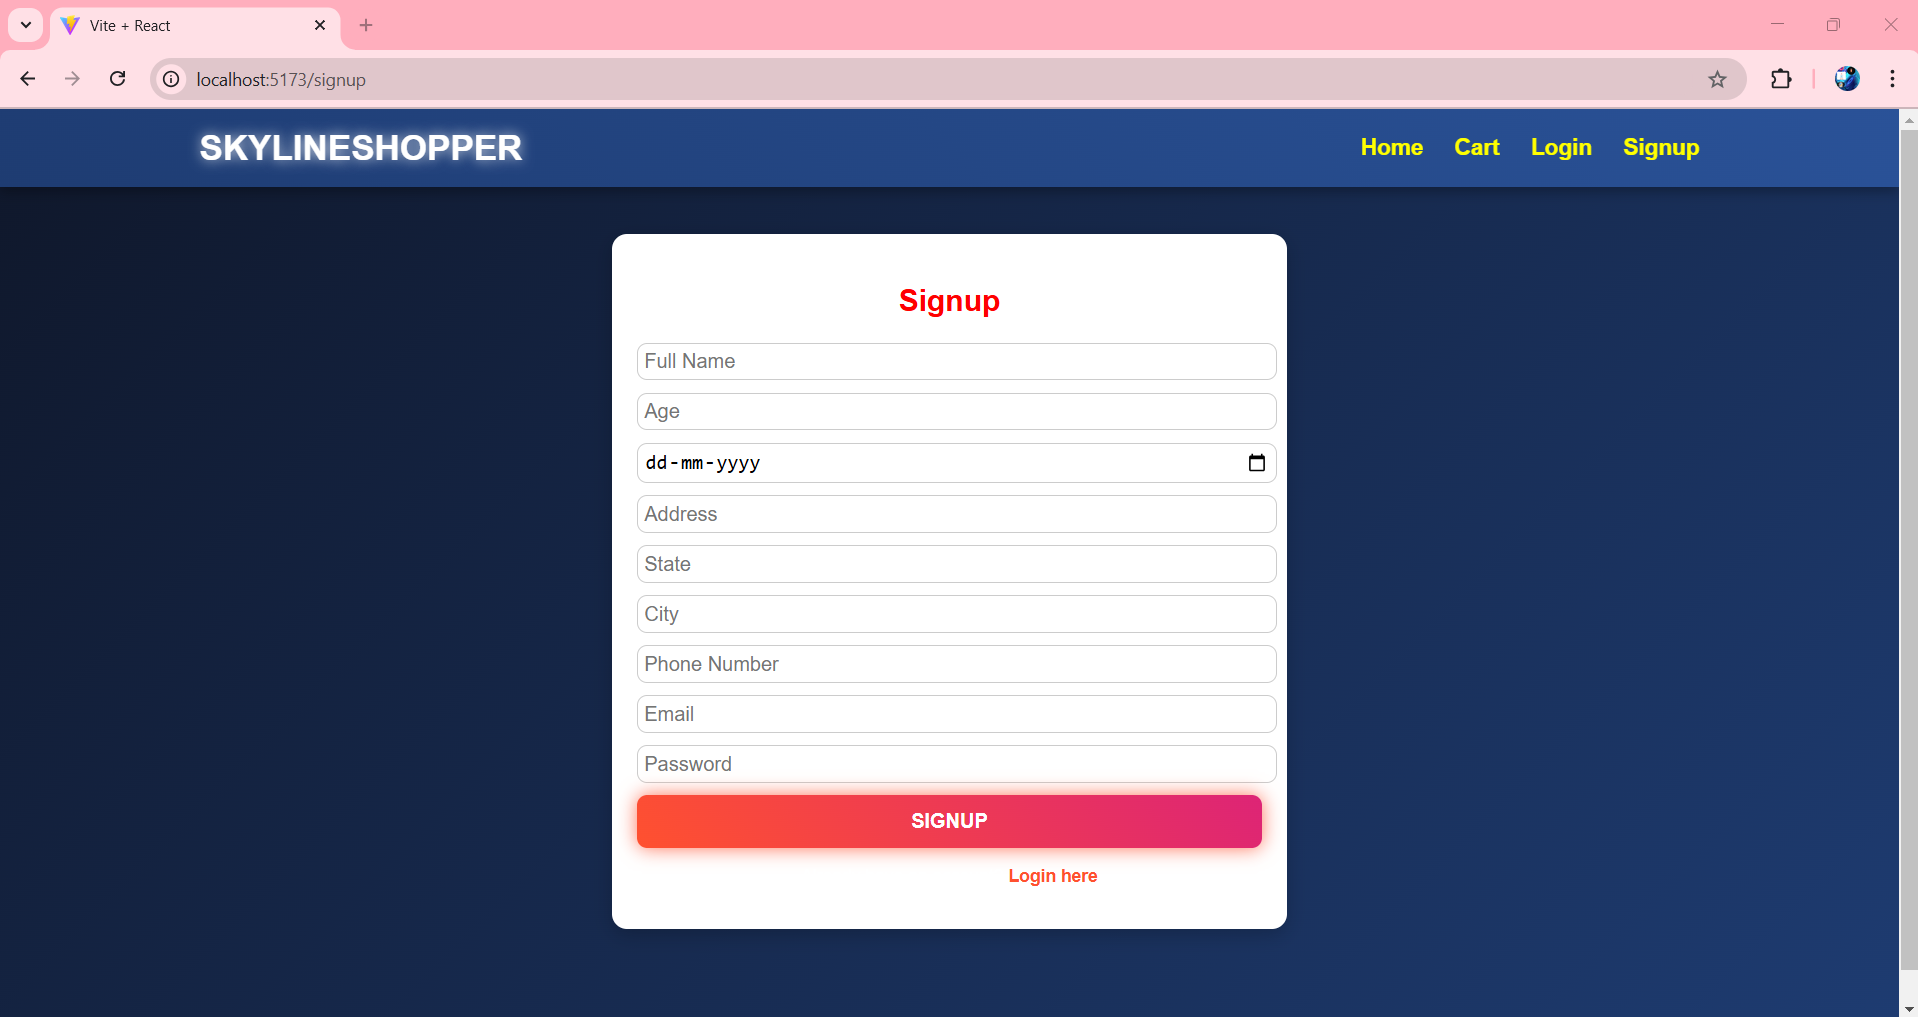 Vite + React
localhost:5173/signup
SKYLINESHOPPER
Home Cart Login Signup
Signup
Full Name
Age
dd-mm-yyyy
Address
State
City
Phone Number
Email
Password
SIGNUP
Login here